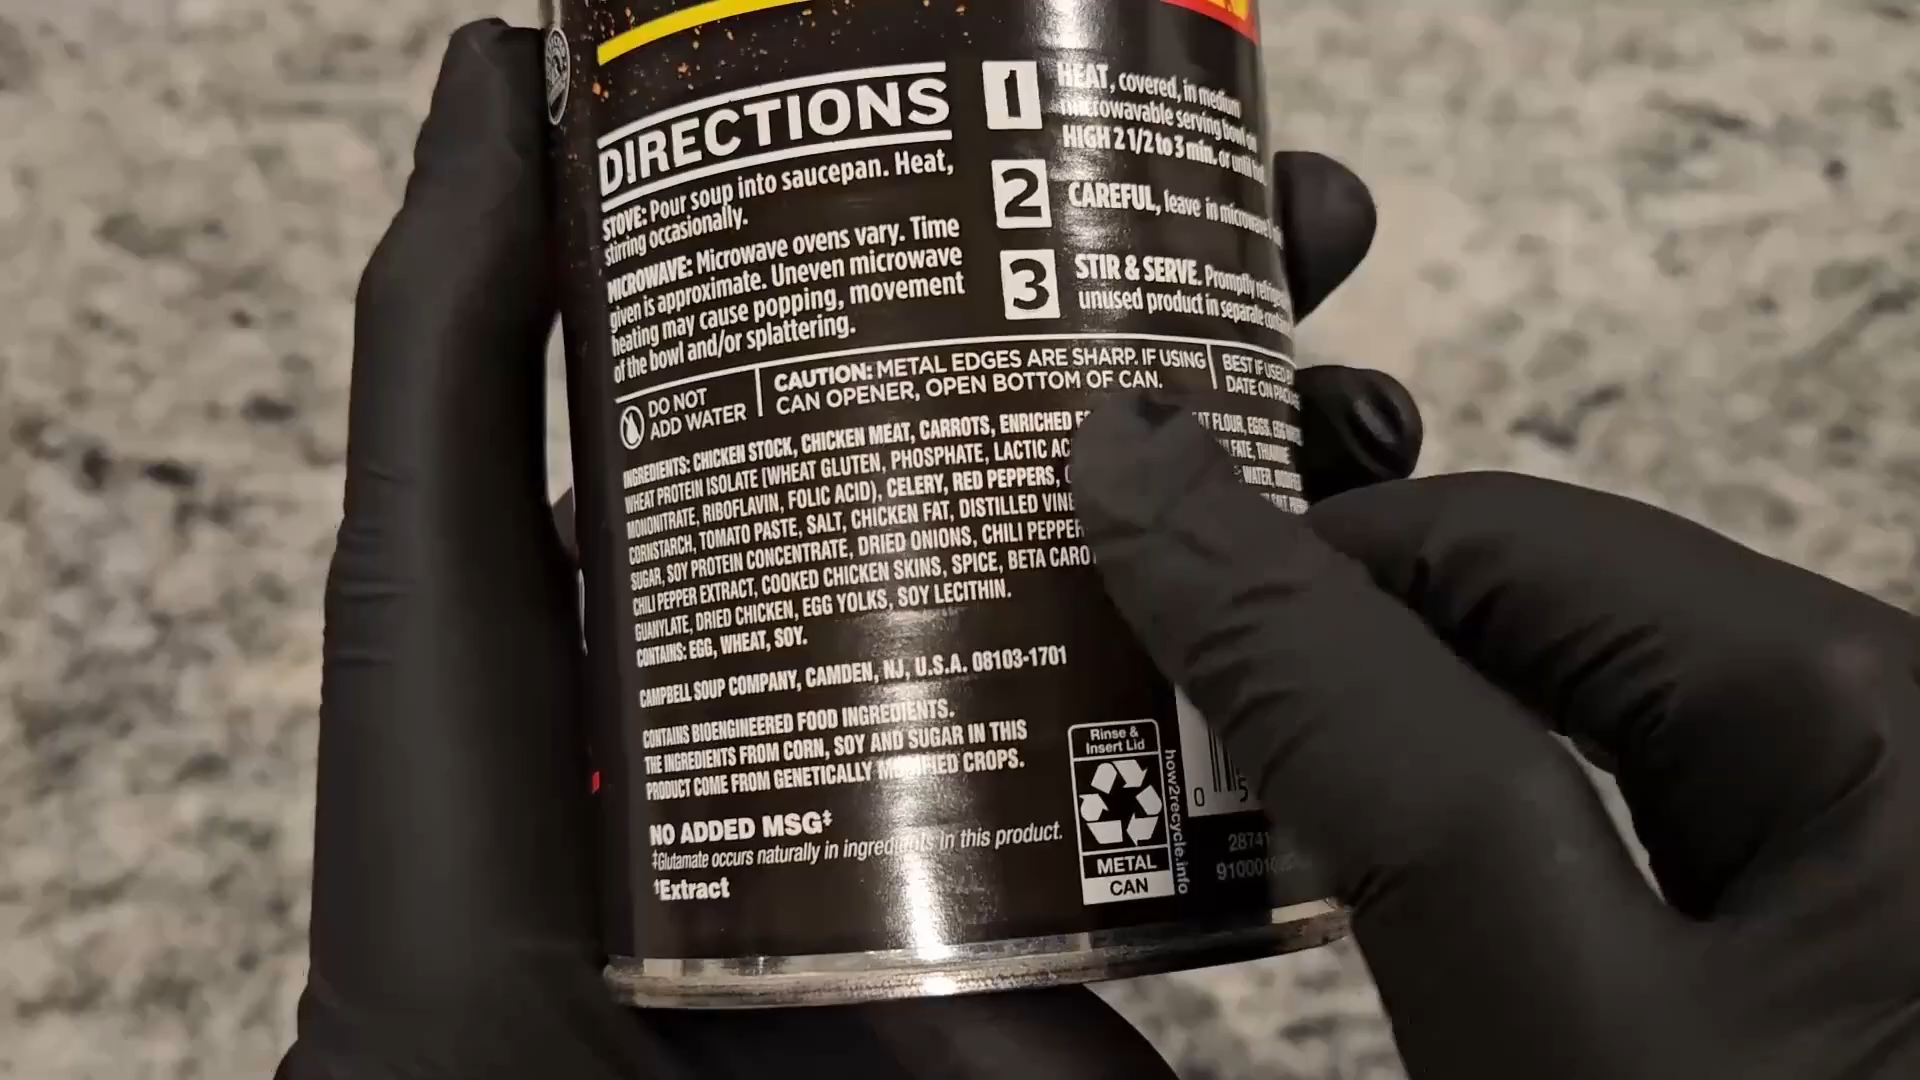 DIRECTIONS
STOVE: Pour soup into saucepan. Heat,
stirring occasionally.
MICROWAVE: Microwave ovens vary. Time
given is approximate. Uneven microwave
heating may cause popping, movement
of the bowl and/or splattering.
1
HEAT, covered, in medium
microwavable serving bowl on
HIGH 2 1/2 to 3 min. or until
2
CAREFUL, leave in microwave
3
STIR & SERVE. Promptly
unused product in separate
DO NOT
ADD WATER
CAUTION: METAL EDGES ARE SHARP. IF USING
CAN OPENER, OPEN BOTTOM OF CAN.
BEST IF USED
DATE ON
INGREDIENTS: CHICKEN STOCK, CHICKEN MEAT, CARROTS, ENRICHED FLOUR, EGGS, EGG
WHEAT PROTEIN ISOLATE [WHEAT GLUTEN, PHOSPHATE, LACTIC
MONONITRATE, RIBOFLAVIN, FOLIC ACID), CELERY, RED PEPPERS, WATER,
CORNSTARCH, TOMATO PASTE, SALT, CHICKEN FAT, DISTILLED
SUGAR, SOY PROTEIN CONCENTRATE, DRIED ONIONS, CHILI PEPPER
CHILI PEPPER EXTRACT, COOKED CHICKEN SKINS, SPICE, BETA
GUANYLATE, DRIED CHICKEN, EGG YOLKS, SOY LECITHIN.
CONTAINS: EGG, WHEAT, SOY.
CAMPBELL SOUP COMPANY, CAMDEN, NJ, U.S.A. 08103-1701
CONTAINS BIOENGINEERED FOOD INGREDIENTS.
THE INGREDIENTS FROM CORN, SOY AND SUGAR IN THIS
PRODUCT COME FROM GENETICALLY MODIFIED CROPS.
NO ADDED MSG‡
‡Glutamate occurs naturally in ingredients in this product.
†Extract
Rinse &
Insert Lid
METAL
CAN
how2recycle.info
0 5